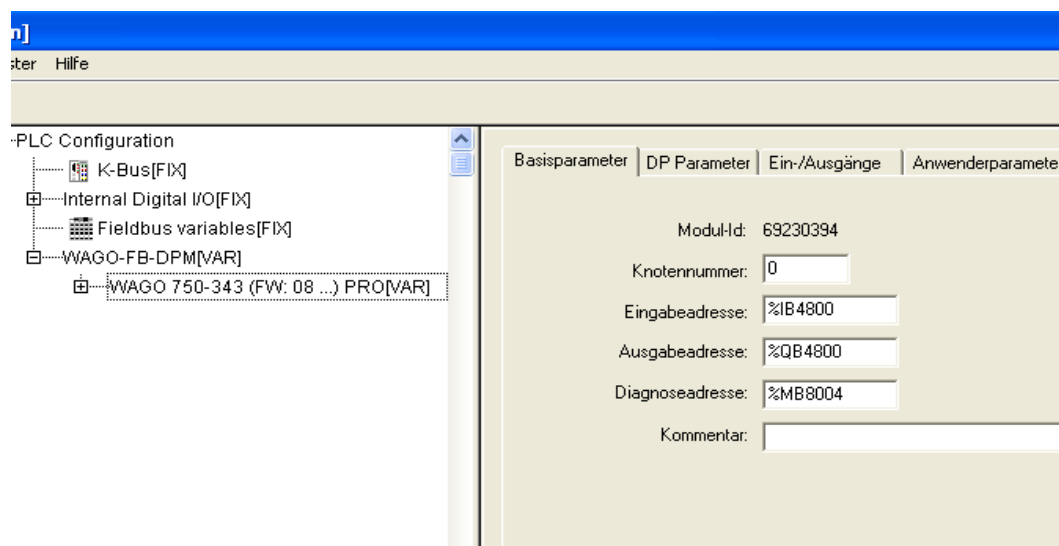 n]
ster Hilfe
PLC Configuration
K-Bus[FIX]
Internal Digital I/O[FIX]
Fieldbus variables[FIX]
WAGO-FB-DPM[VAR]
WAGO 750-343 (FW: 08 ...) PRO[VAR]
Basisparameter DP Parameter Ein-/Ausgänge Anwenderparamete
Modul-Id: 69230394
Knotennummer: 0
Eingabeadresse: %IB4800
Ausgabeadresse: %QB4800
Diagnoseadresse: %MB8004
Kommentar: